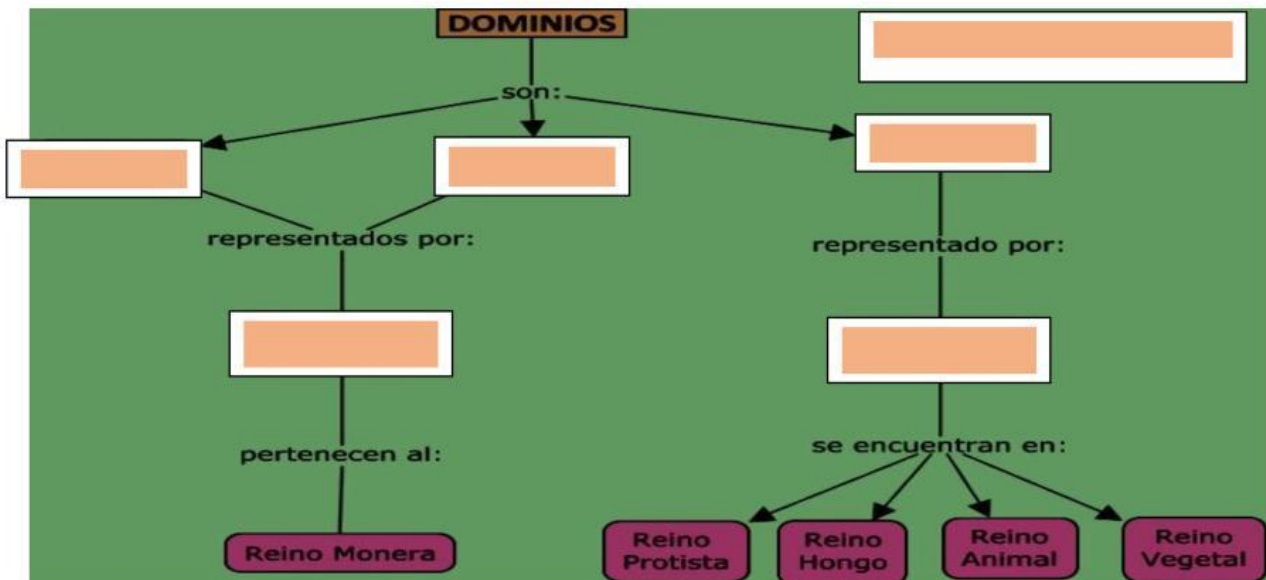 DOMINIOS
son:
representados por:
representado por:
pertenecen al:
se encuentran en:
Reino Monera
Reino
Protista
Reino
Hongo
Reino
Animal
Reino
Vegetal